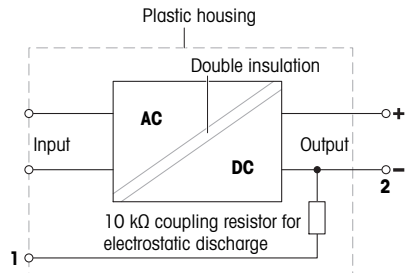 Plastic housing
Double insulation
AC
+
Input
Output
DC
−
2
10 kΩ coupling resistor for
electrostatic discharge
1